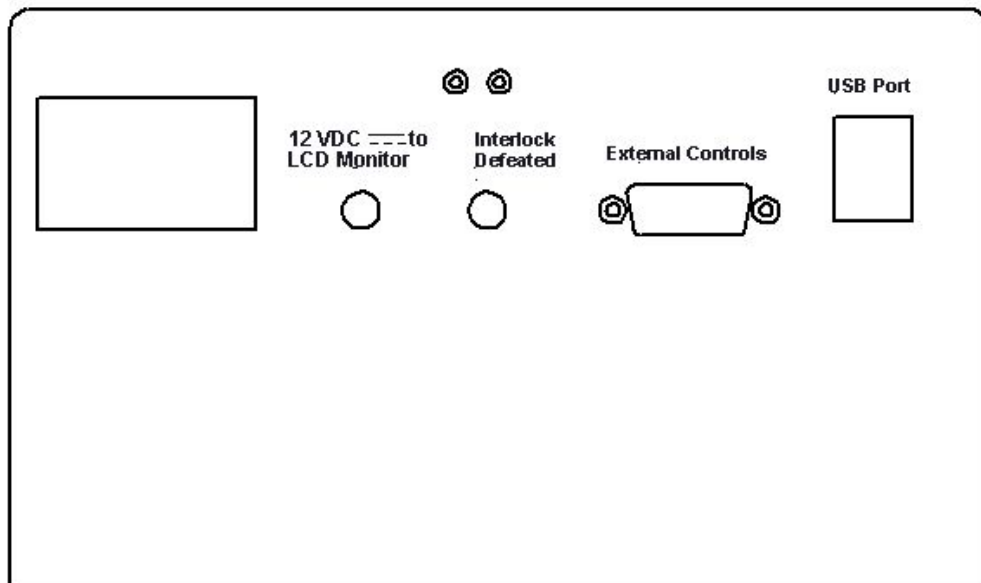 USB Port
12 VDC ⎓ to
LCD Monitor
Interlock
Defeated
External Controls